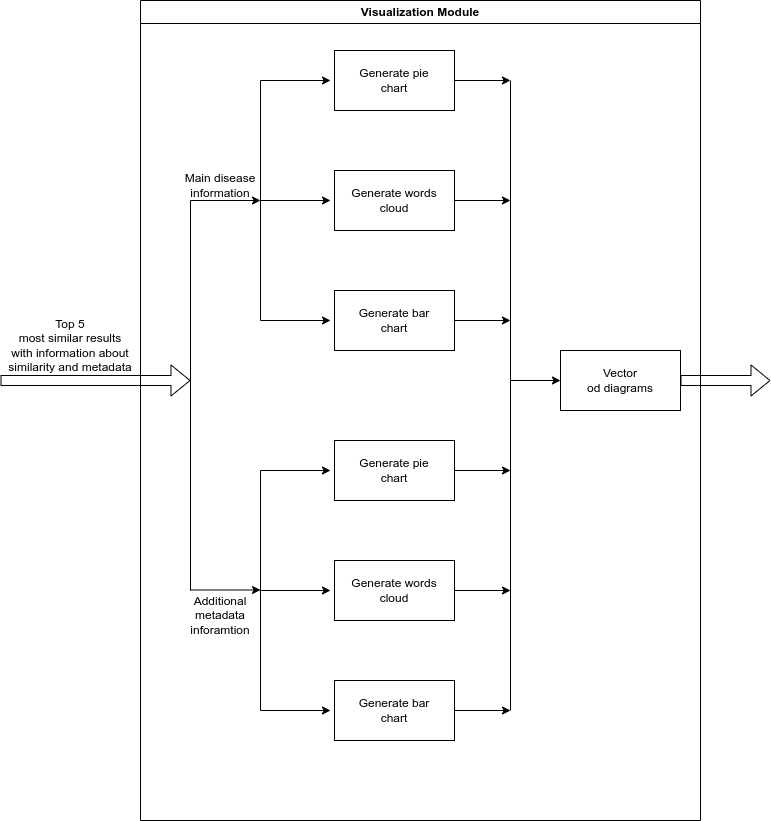 Visualization Module
Generate pie
chart
Main disease
information
Generate words
cloud
Generate bar
chart
Top 5
most similar results
with information about
similarity and metadata
Vector
od diagrams
Generate pie
chart
Generate words
cloud
Additional
metadata
inforamtion
Generate bar
chart